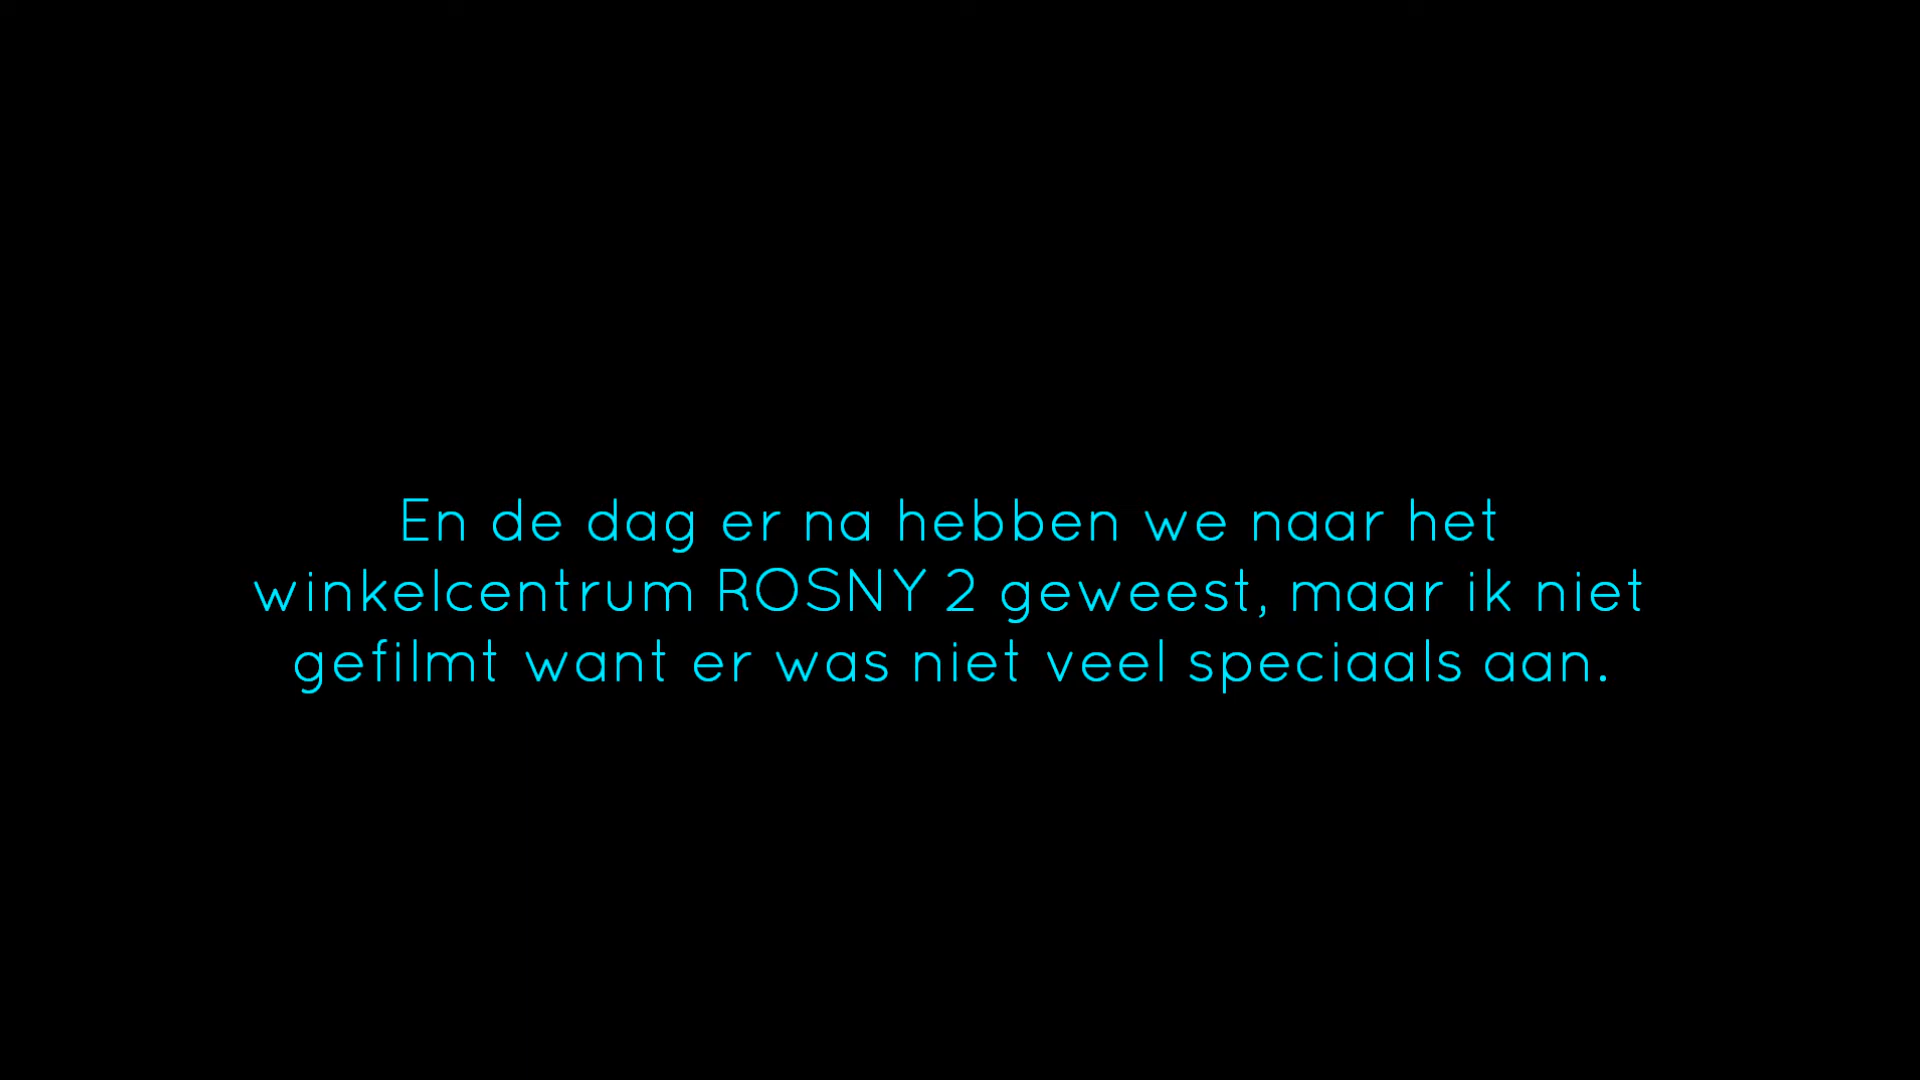 En de dag er na hebben we naar het
winkelcentrum ROSNY 2 geweest, maar ik niet
gefilmt want er was niet veel speciaals aan.